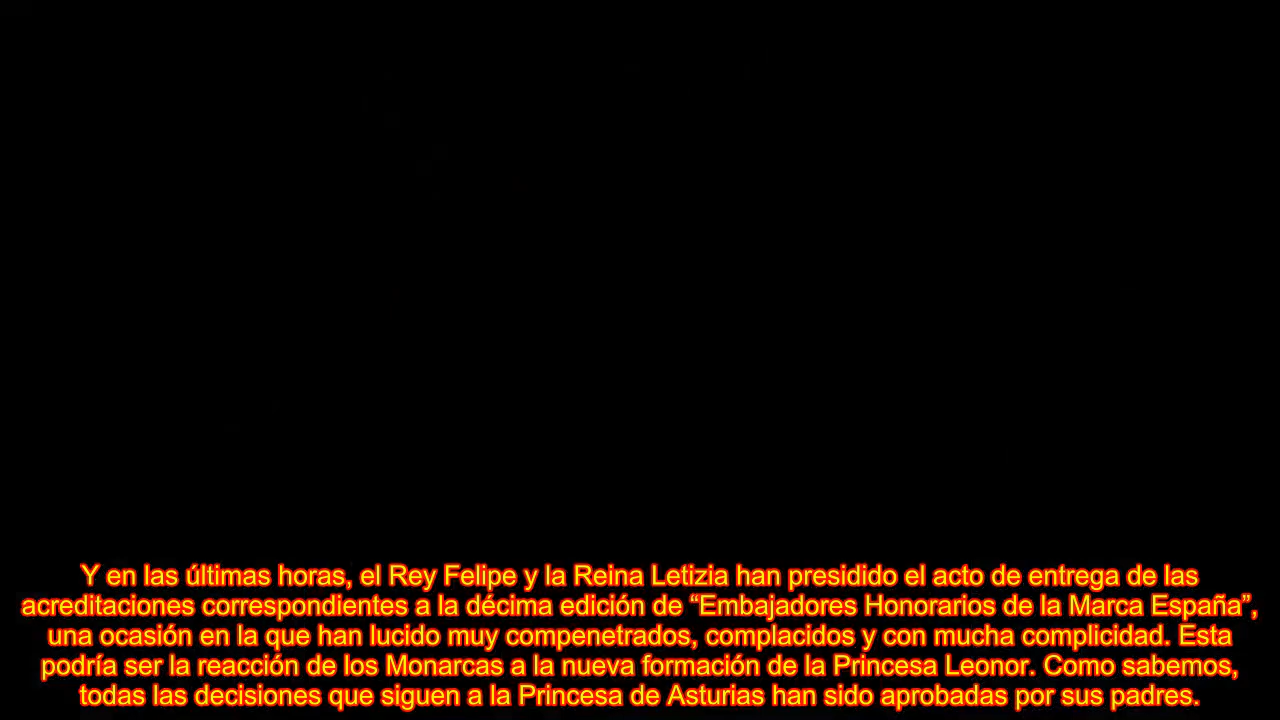 Y en las últimas horas, el Rey Felipe y la Reina Letizia han presidido el acto de entrega de las
acreditaciones correspondientes a la décima edición de “Embajadores Honorarios de la Marca España”,
una ocasión en la que han lucido muy compenetrados, complacidos y con mucha complicidad. Esta
podría ser la reacción de los Monarcas a la nueva formación de la Princesa Leonor. Como sabemos,
todas las decisiones que siguen a la Princesa de Asturias han sido aprobadas por sus padres.